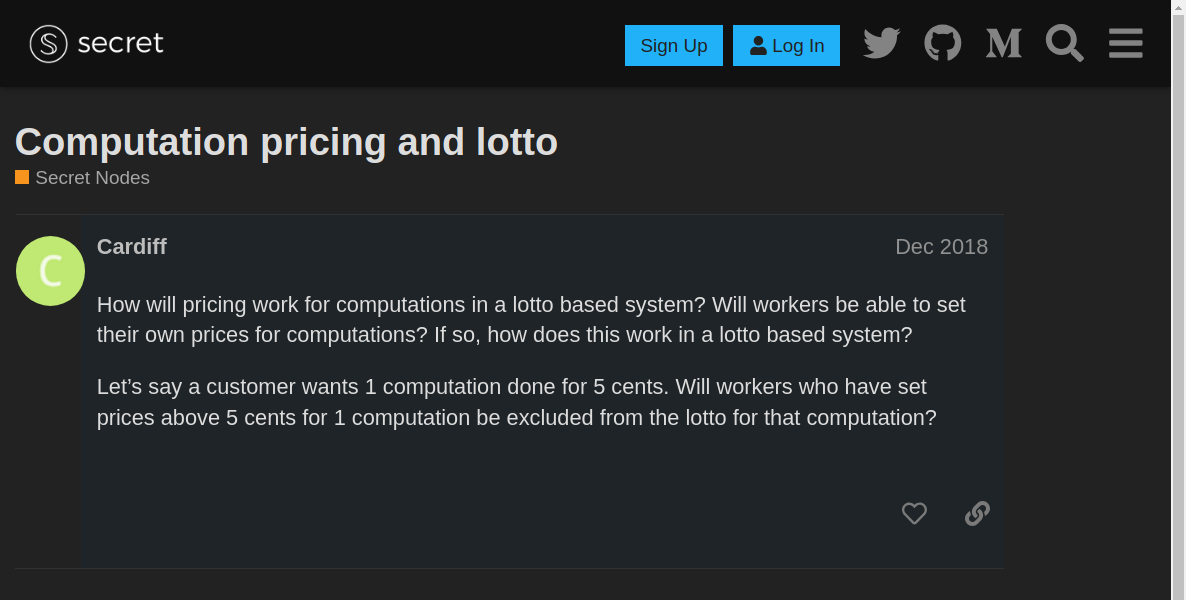 secret
Sign Up
Log In
Computation pricing and lotto
Secret Nodes
C
Cardiff
Dec 2018
How will pricing work for computations in a lotto based system? Will workers be able to set
their own prices for computations? If so, how does this work in a lotto based system?
Let’s say a customer wants 1 computation done for 5 cents. Will workers who have set
prices above 5 cents for 1 computation be excluded from the lotto for that computation?